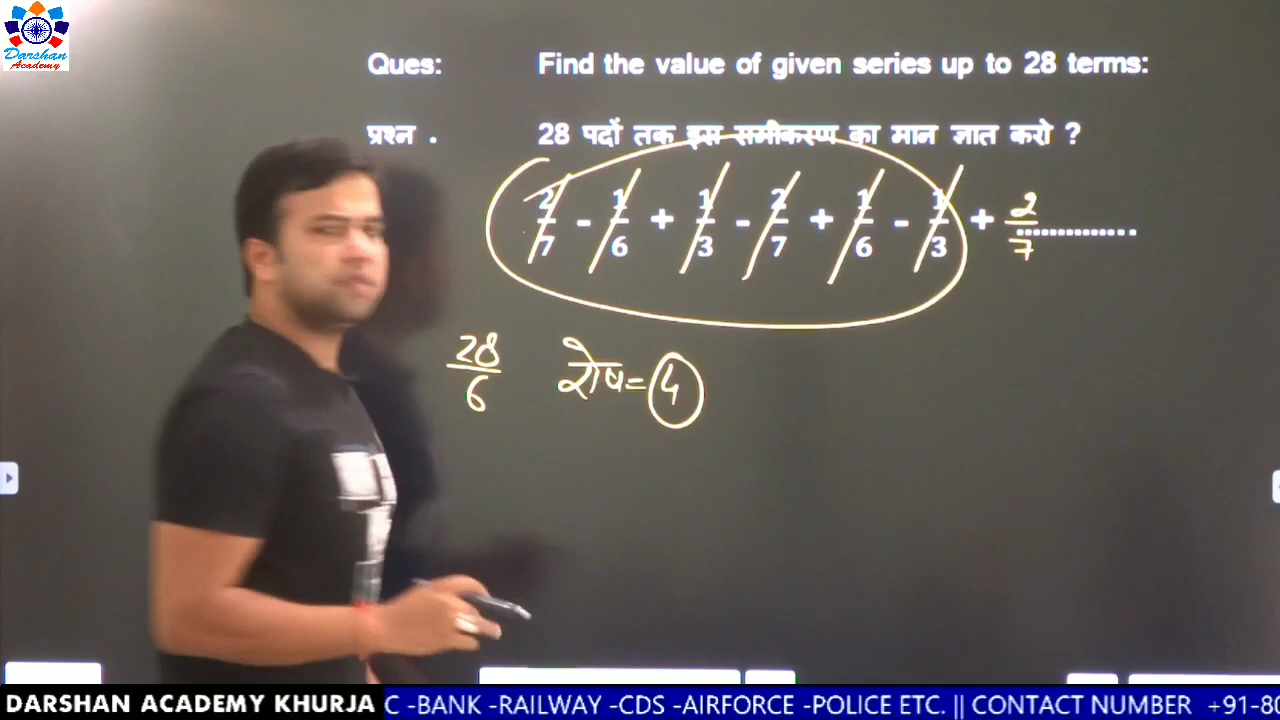 Darshan
Academy
Ques: Find the value of given series up to 28 terms:
प्रश्न . 28 पदों तक इस समीकरण का मान ज्ञात करो ?
2/7 - 1/6 + 1/3 - 2/7 + 1/6 - 1/3 + 2/7 ..............
28/6 शेष = 4
DARSHAN ACADEMY KHURJA C -BANK -RAILWAY -CDS -AIRFORCE -POLICE ETC. || CONTACT NUMBER +91-80